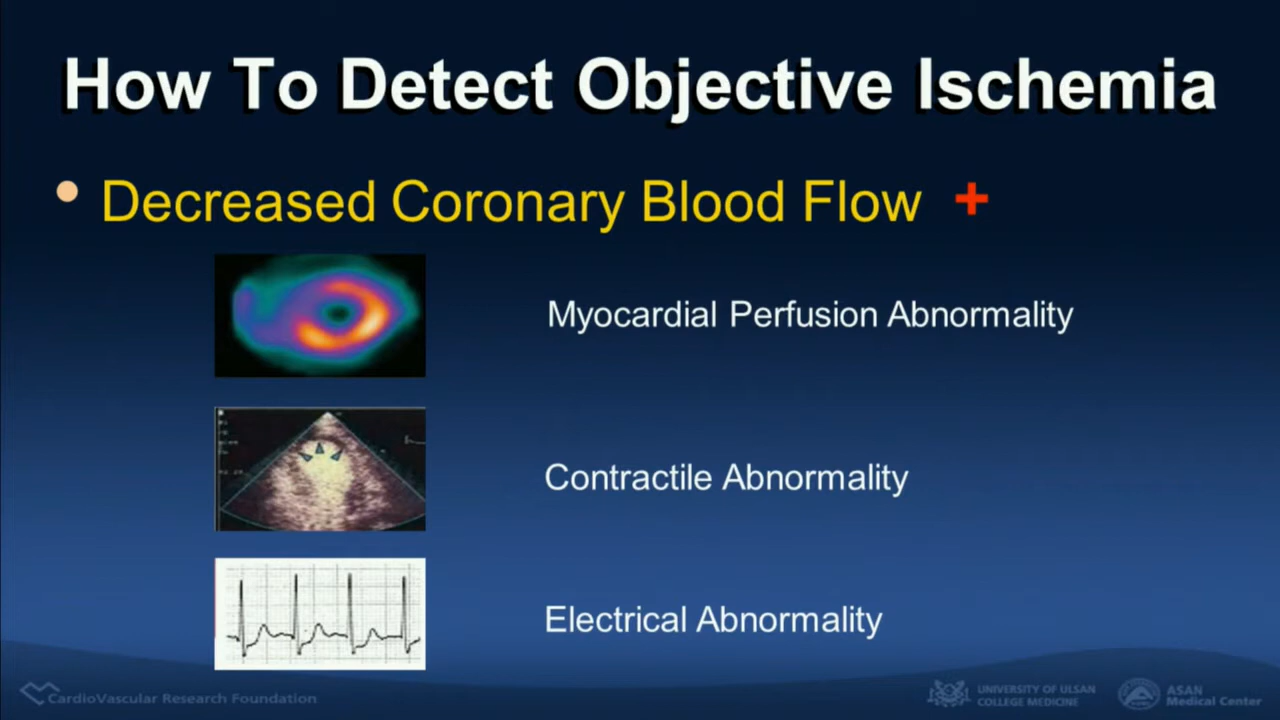 How To Detect Objective Ischemia
• Decreased Coronary Blood Flow +
Myocardial Perfusion Abnormality
Contractile Abnormality
Electrical Abnormality
CardioVascular Research Foundation
UNIVERSITY OF ULSAN
COLLEGE MEDICINE
ASAN
Medical Center